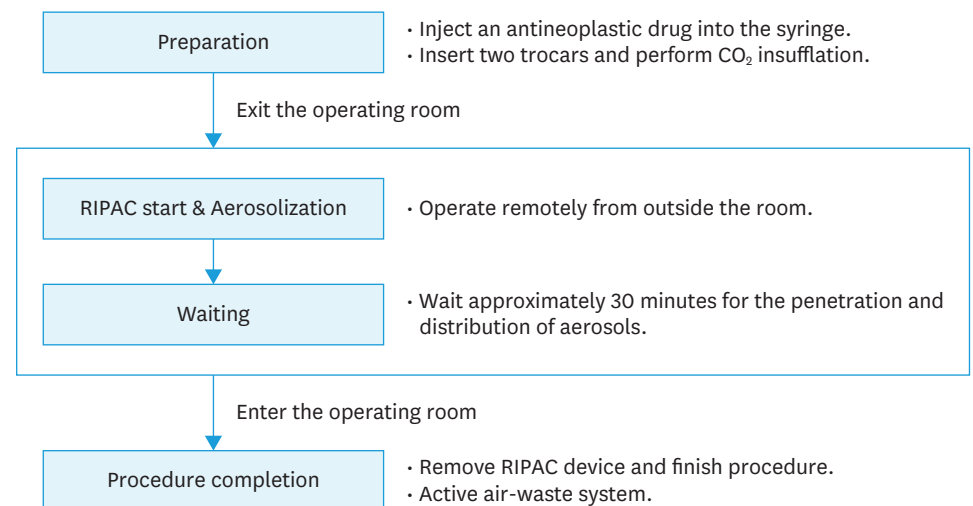 Preparation
· Inject an antineoplastic drug into the syringe.
· Insert two trocars and perform CO₂ insufflation.
Exit the operating room
RIPAC start & Aerosolization
· Operate remotely from outside the room.
Waiting
· Wait approximately 30 minutes for the penetration and
distribution of aerosols.
Enter the operating room
Procedure completion
· Remove RIPAC device and finish procedure.
· Active air-waste system.